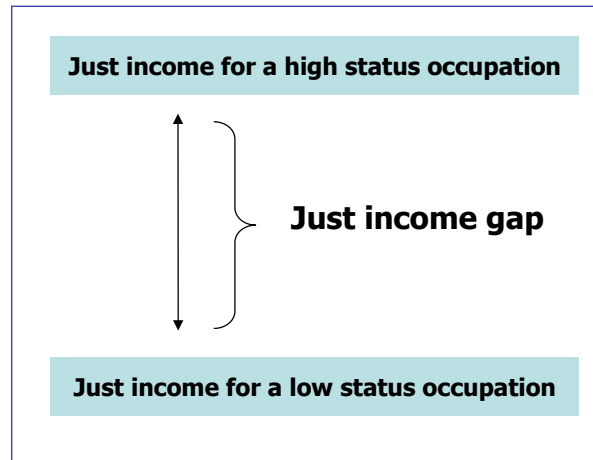 Just income for a high status occupation
Just income gap
Just income for a low status occupation